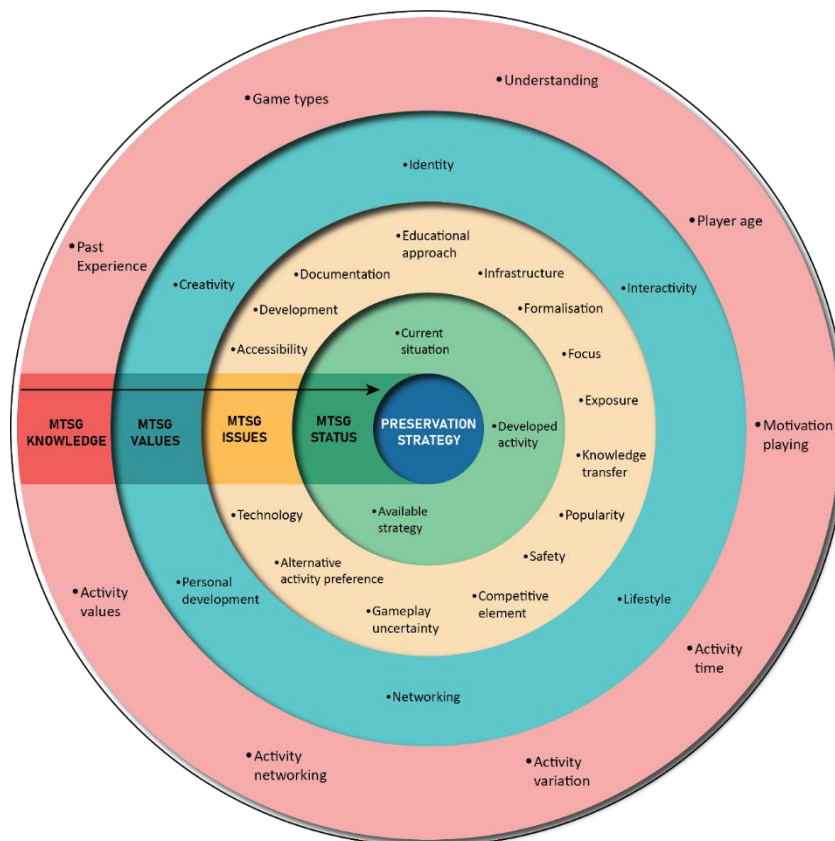 •Understanding
•Game types
•Identity
•Player age
•Past
Experience
•Educational
approach
•Documentation
•Infrastructure
•Creativity
•Interactivity
•Development
•Formalisation
•Current
situation
•Accessibility
•Focus
•Exposure
MTSG
KNOWLEDGE
MTSG
VALUES
MTSG
ISSUES
MTSG
STATUS
PRESERVATION
STRATEGY
•Developed
activity
•Motivation
playing
•Knowledge
transfer
•Technology
•Available
strategy
•Popularity
•Safety
•Alternative
activity preference
•Personal
development
•Activity
values
•Gameplay
uncertainty
•Competitive
element
•Lifestyle
•Activity
time
•Networking
•Activity
networking
•Activity
variation